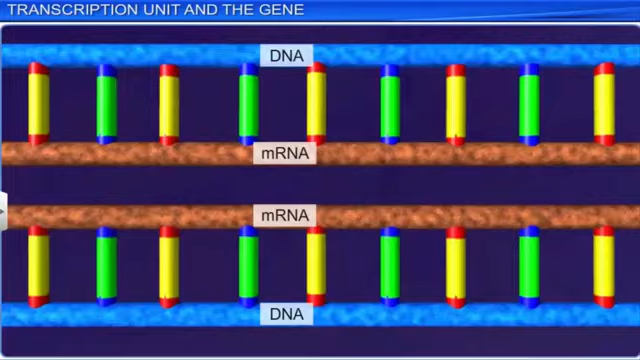 TRANSCRIPTION UNIT AND THE GENE
DNA
mRNA
mRNA
DNA